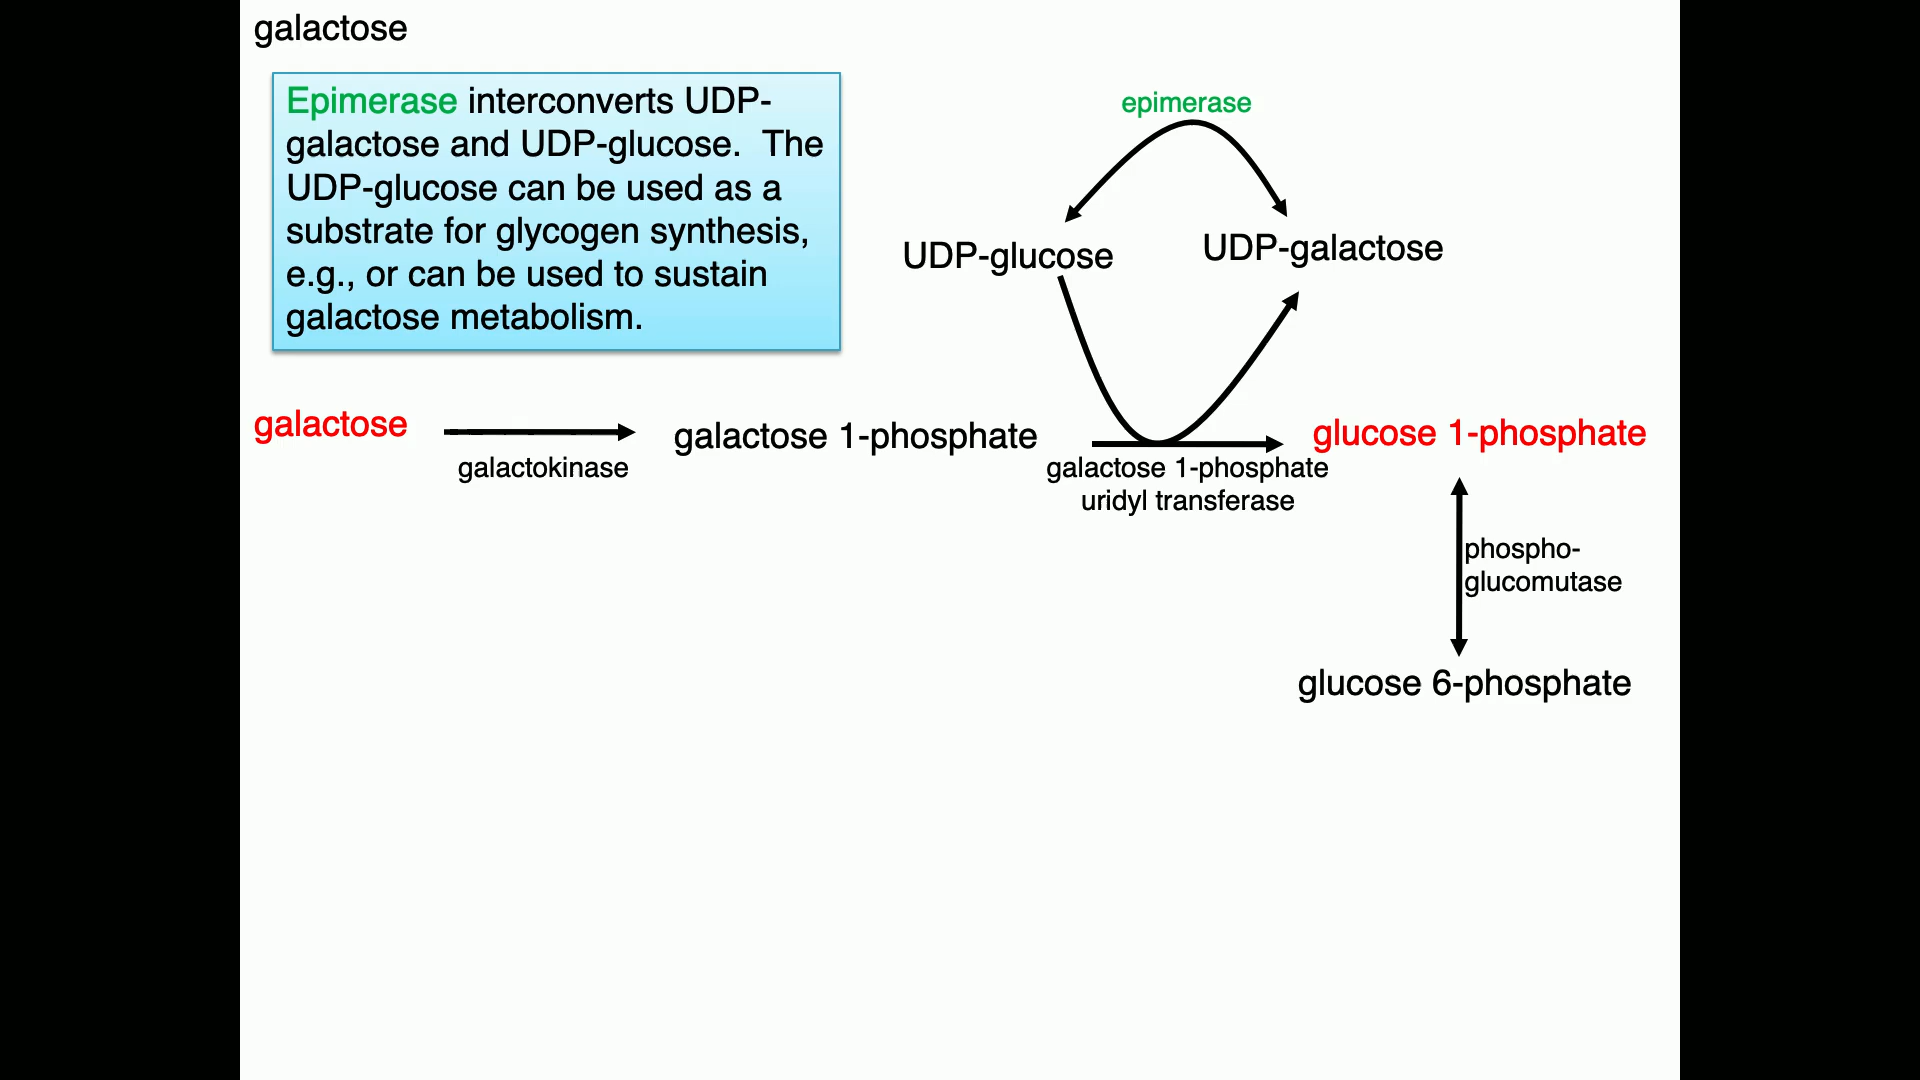 galactose
Epimerase interconverts UDP-
galactose and UDP-glucose.  The
UDP-glucose can be used as a
substrate for glycogen synthesis,
e.g., or can be used to sustain
galactose metabolism.
epimerase
UDP-glucose
UDP-galactose
galactose
galactokinase
galactose 1-phosphate
galactose 1-phosphate
uridyl transferase
glucose 1-phosphate
phospho-
glucomutase
glucose 6-phosphate